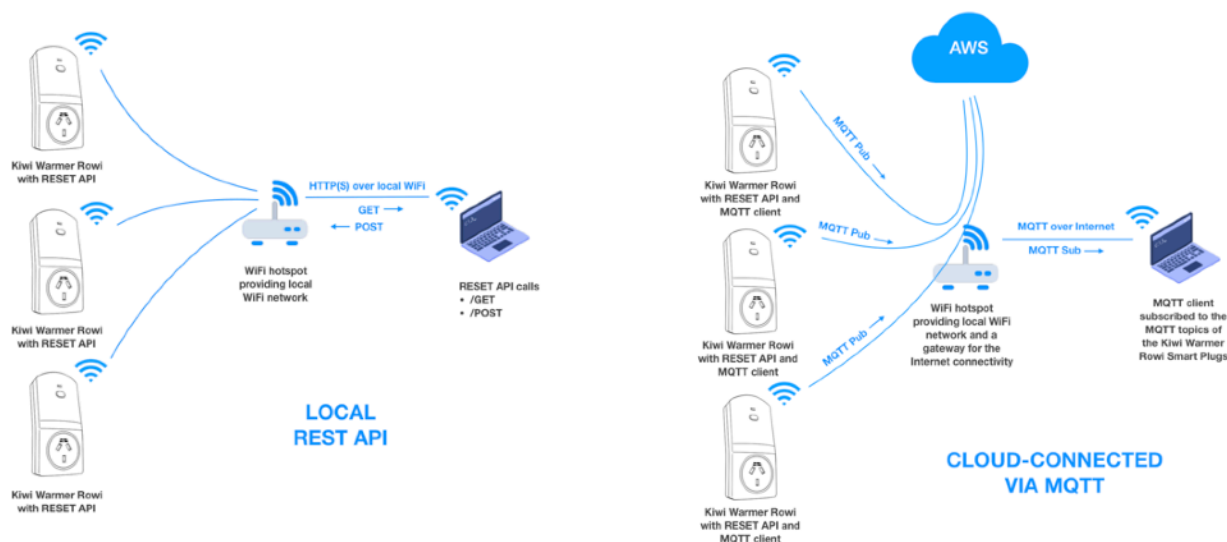 Kiwi Warmer Rowi
with RESET API
Kiwi Warmer Rowi
with RESET API
Kiwi Warmer Rowi
with RESET API
HTTP(S) over local WiFi
GET →
← POST
WiFi hotspot
providing local
WiFi network
RESET API calls
• /GET
• /POST
LOCAL
REST API
AWS
MQTT Pub →
Kiwi Warmer Rowi
with RESET API and
MQTT client
MQTT Pub →
Kiwi Warmer Rowi
with RESET API and
MQTT client
MQTT Pub →
Kiwi Warmer Rowi
with RESET API and
MQTT client
MQTT over Internet
MQTT Sub →
WiFi hotspot
providing local WiFi
network and a
gateway for the
Internet connectivity
MQTT client
subscribed to the
MQTT topics of
the Kiwi Warmer
Rowi Smart Plugs
CLOUD-CONNECTED
VIA MQTT